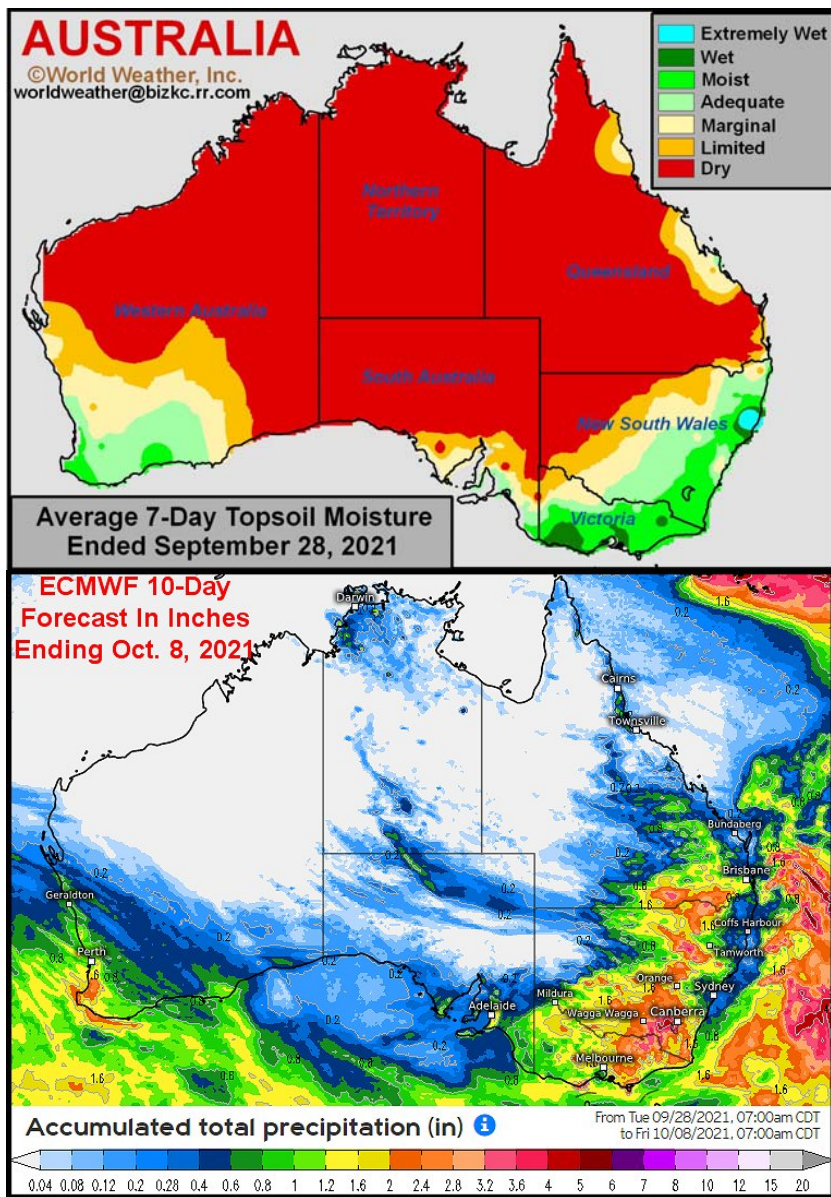 AUSTRALIA
©World Weather, Inc.
worldweather@bizkc.rr.com
Extremely Wet
Wet
Moist
Adequate
Marginal
Limited
Dry
Northern
Territory
Queensland
Western Australia
South Australia
New South Wales
Victoria
Average 7-Day Topsoil Moisture
Ended September 28, 2021
ECMWF 10-Day
Forecast In Inches
Ending Oct. 8, 2021
Darwin
Cairns
Townsville
Bundaberg
Brisbane
Geraldton
Coffs Harbour
Perth
Tamworth
Orange
Sydney
Mildura
Adelaide
Wagga Wagga
Canberra
Melbourne
Accumulated total precipitation (in)
From Tue 09/28/2021, 07:00am CDT
to Fri 10/08/2021, 07:00am CDT
0.04 0.08 0.12 0.2 0.28 0.4 0.6 0.8 1 1.2 1.6 2 2.4 2.8 3.2 3.6 4 5 6 7 8 10 12 15 20